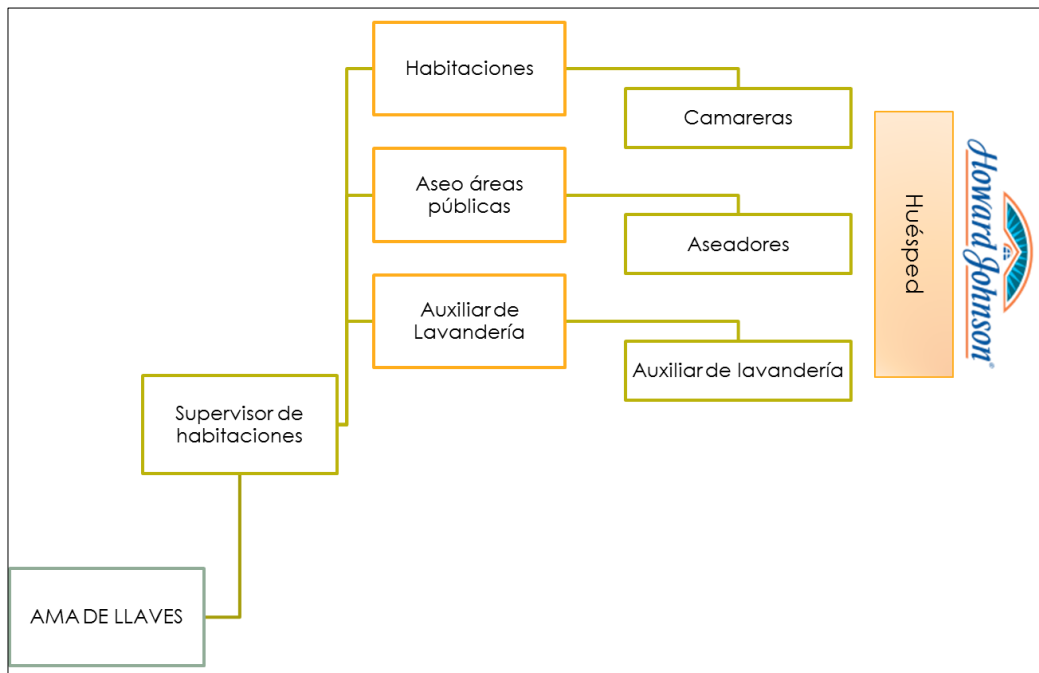 Habitaciones
Camareras
Aseo áreas
públicas
Aseadores
Auxiliar de
Lavandería
Auxiliar de lavandería
Supervisor de
habitaciones
AMA DE LLAVES
Huésped
Howard Johnson®